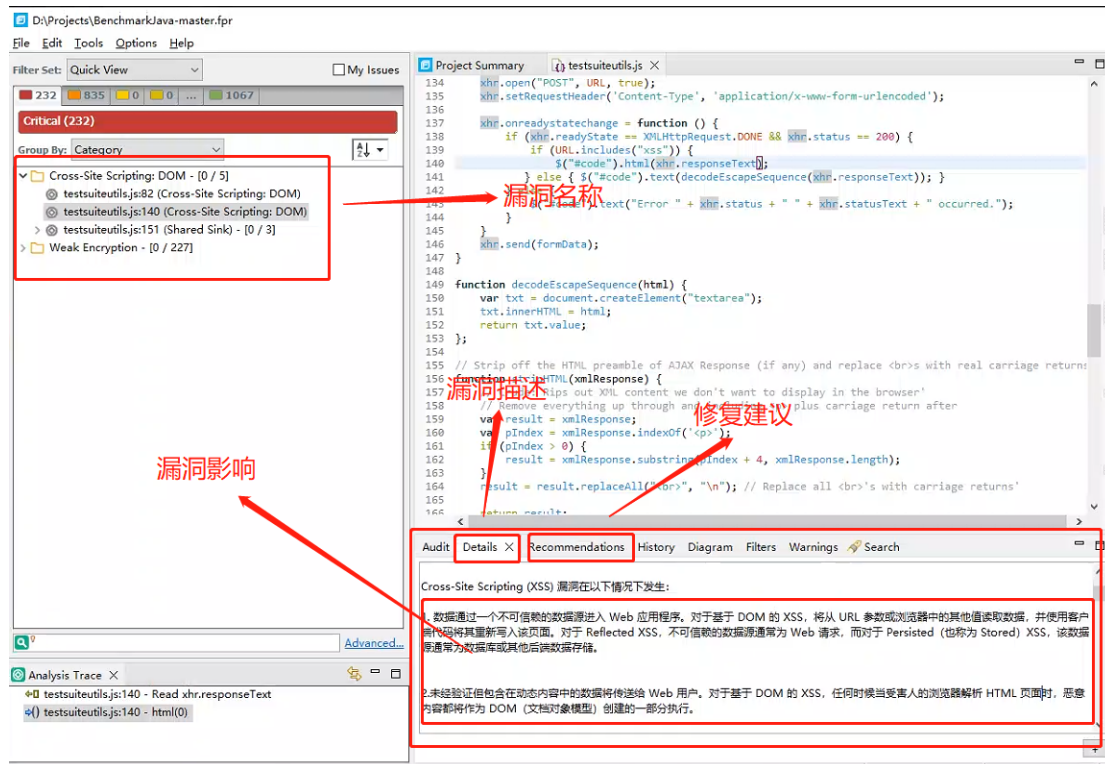 D:\Projects\BenchmarkJava-master.fpr
File Edit Tools Options Help
Filter Set: Quick View My Issues
232 835 0 0 ... 1067
Critical (232)
Group By: Category
Cross-Site Scripting: DOM - [0 / 5]
testsuiteutils.js:82 (Cross-Site Scripting: DOM)
testsuiteutils.js:140 (Cross-Site Scripting: DOM)
testsuiteutils.js:151 (Shared Sink) - [0 / 3]
Weak Encryption - [0 / 227]
漏洞名称
漏洞描述
修复建议
漏洞影响
Advanced...
Analysis Trace
testsuiteutils.js:140 - Read xhr.responseText
testsuiteutils.js:140 - html(0)
Project Summary testsuiteutils.js
134 xhr.open("POST", URL, true);
135 xhr.setRequestHeader('Content-Type', 'application/x-www-form-urlencoded');
136
137 xhr.onreadystatechange = function () {
138 if (xhr.readyState == XMLHttpRequest.DONE && xhr.status == 200) {
139 if (URL.includes("xss")) {
140 $("#code").html(xhr.responseText);
141 } else { $("#code").text(decodeEscapeSequence(xhr.responseText)); }
142
.text("Error " + xhr.status + " " + xhr.statusText + " occurred.");
144 }
145 }
146 xhr.send(formData);
147 }
148
149 function decodeEscapeSequence(html) {
150 var txt = document.createElement("textarea");
151 txt.innerHTML = html;
152 return txt.value;
153 };
154
155 // Strip off the HTML preamble of AJAX Response (if any) and replace <br>s with real carriage returns
156 function HTML(xmlResponse) {
157 Rips out XML content we don't want to display in the browser'
158 // Remove everything up through plus carriage return after
159 var result = xmlResponse;
160 var pIndex = xmlResponse.indexOf('<p>');
161 if (pIndex > 0) {
162 result = xmlResponse.substring(pIndex + 4, xmlResponse.length);
163 }
164 result = result.replaceAll("<br>", "\n"); // Replace all <br>'s with carriage returns'
165
166 return result;
Audit Details Recommendations History Diagram Filters Warnings Search
Cross-Site Scripting (XSS) 漏洞在以下情况下发生：
1. 数据通过一个不可信赖的数据源进入 Web 应用程序。对于基于 DOM 的 XSS，将从 URL 参数或浏览器中的其他值读取数据，并使用客户
端代码将其重新写入该页面。对于 Reflected XSS，不可信赖的数据源通常为 Web 请求，而对于 Persisted（也称为 Stored）XSS，该数据
源通常为数据库或其他后端数据存储。
2.未经验证但包含在动态内容中的数据将传送给 Web 用户。对于基于 DOM 的 XSS，任何时候当受害人的浏览器解析 HTML 页面时，恶意
内容都将作为 DOM（文档对象模型）创建的一部分执行。